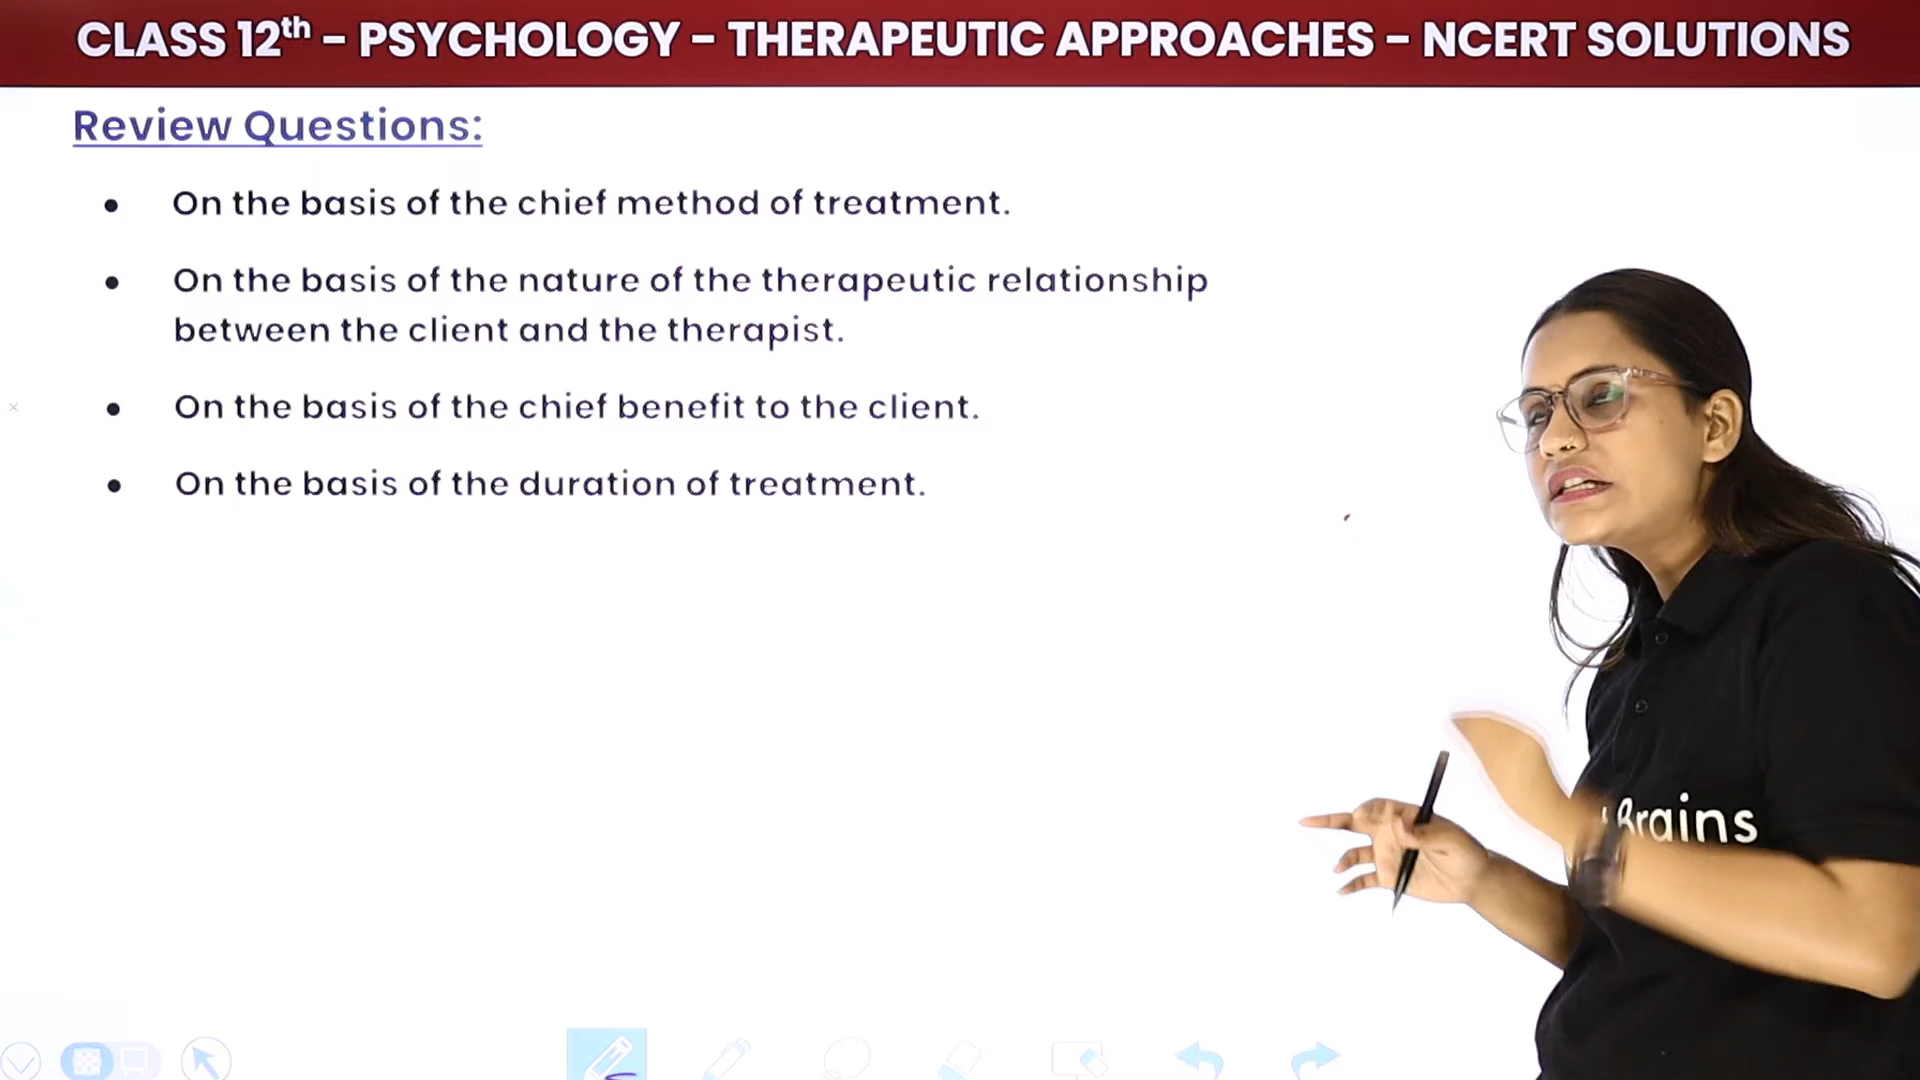 CLASS 12th – PSYCHOLOGY – THERAPEUTIC APPROACHES – NCERT SOLUTIONS
Review Questions:
• On the basis of the chief method of treatment.
• On the basis of the nature of the therapeutic relationship
between the client and the therapist.
• On the basis of the chief benefit to the client.
• On the basis of the duration of treatment.
Brains